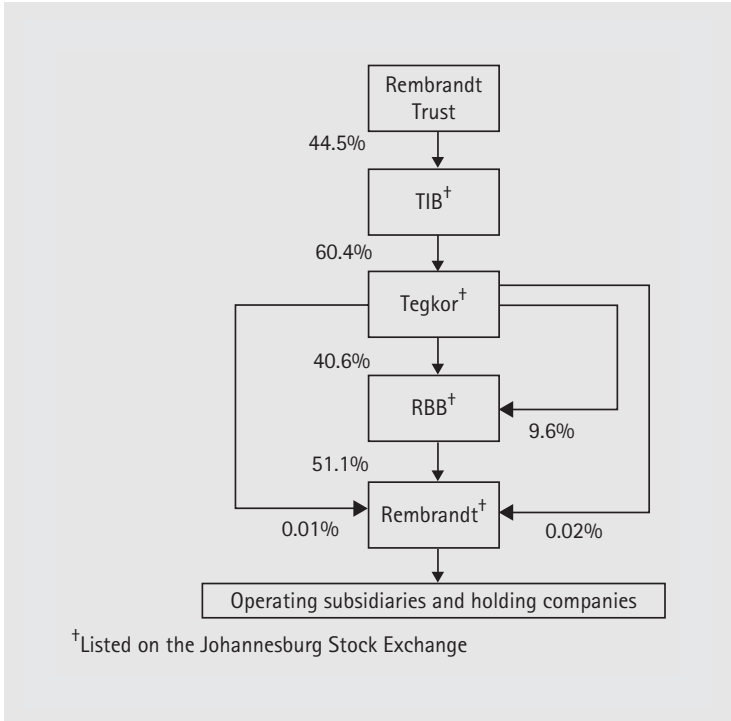 Rembrandt
Trust
44.5%
TIB†
60.4%
Tegkor†
40.6%
RBB†
9.6%
51.1%
Rembrandt†
0.01%
0.02%
Operating subsidiaries and holding companies
†Listed on the Johannesburg Stock Exchange